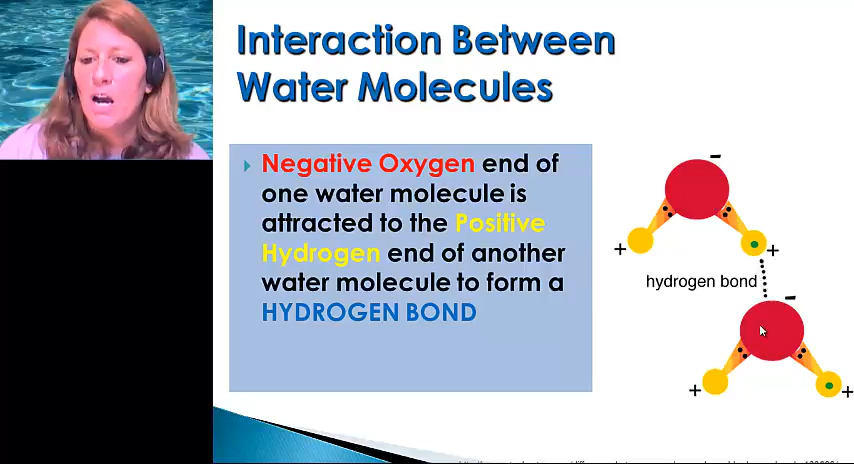 Interaction Between
Water Molecules
Negative Oxygen end of
one water molecule is
attracted to the Positive
Hydrogen end of another
water molecule to form a
HYDROGEN BOND
-
+
+
hydrogen bond
-
+
+